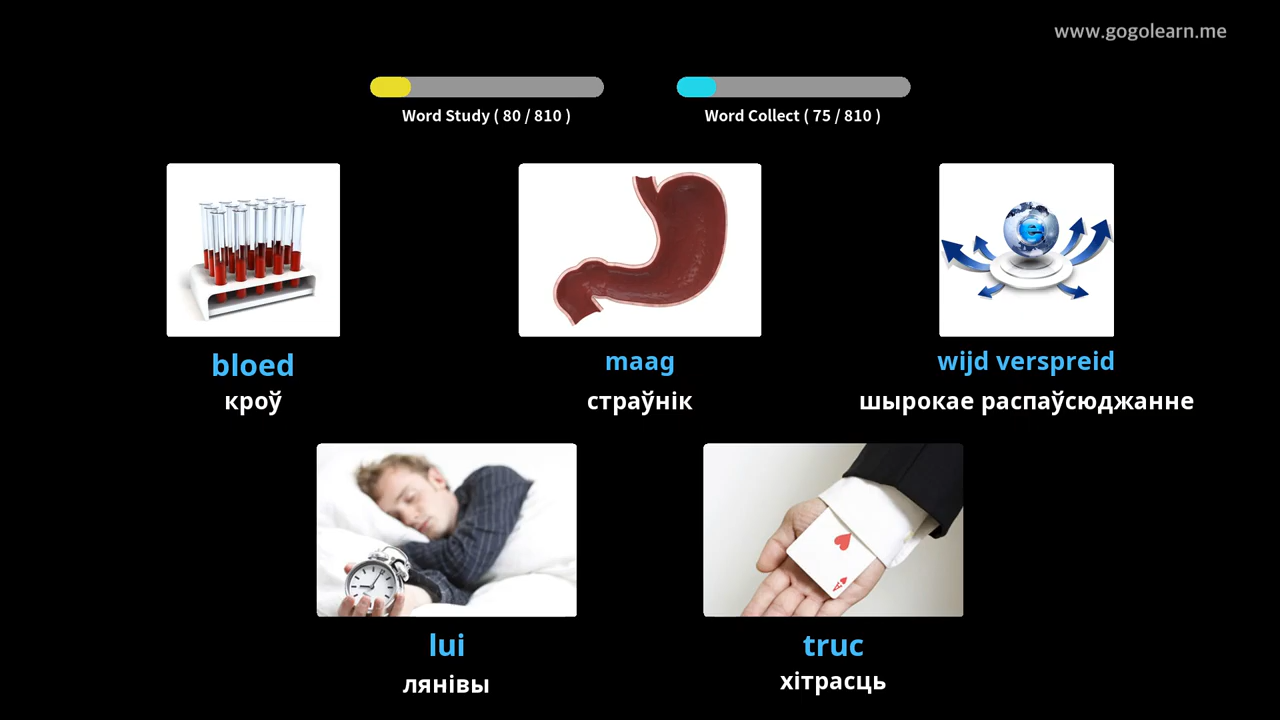 www.gogolearn.me
Word Study ( 80 / 810 )
Word Collect ( 75 / 810 )
bloed
кроў
maag
страўнік
wijd verspreid
шырокае распаўсюджанне
lui
лянівы
truc
хітрасць